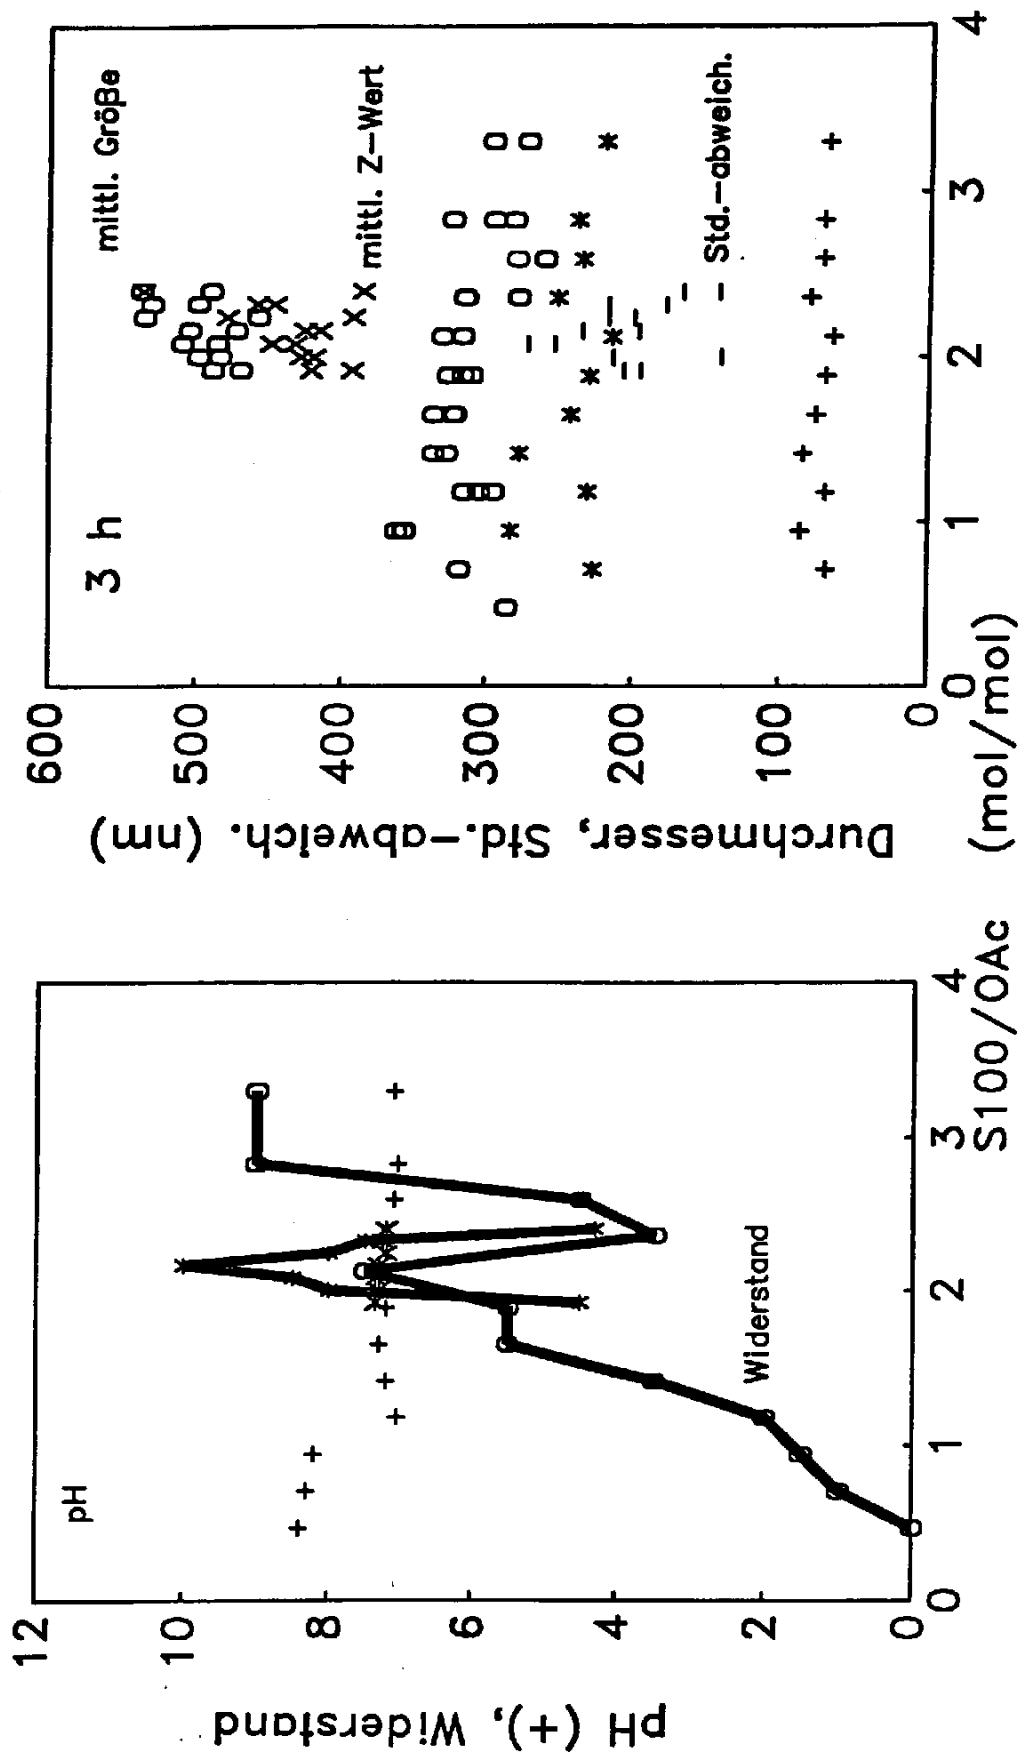 pH (+), Widerstand
12
10
8
6
4
2
0
pH
Widerstand
0
1
2
3
4
S100/OAc (mol/mol)
Durchmesser, Std.-abweich. (nm)
600
500
400
300
200
100
0
3 h
mittl. Größe
mittl. Z-Wert
Std.-abweich.
0
1
2
3
4